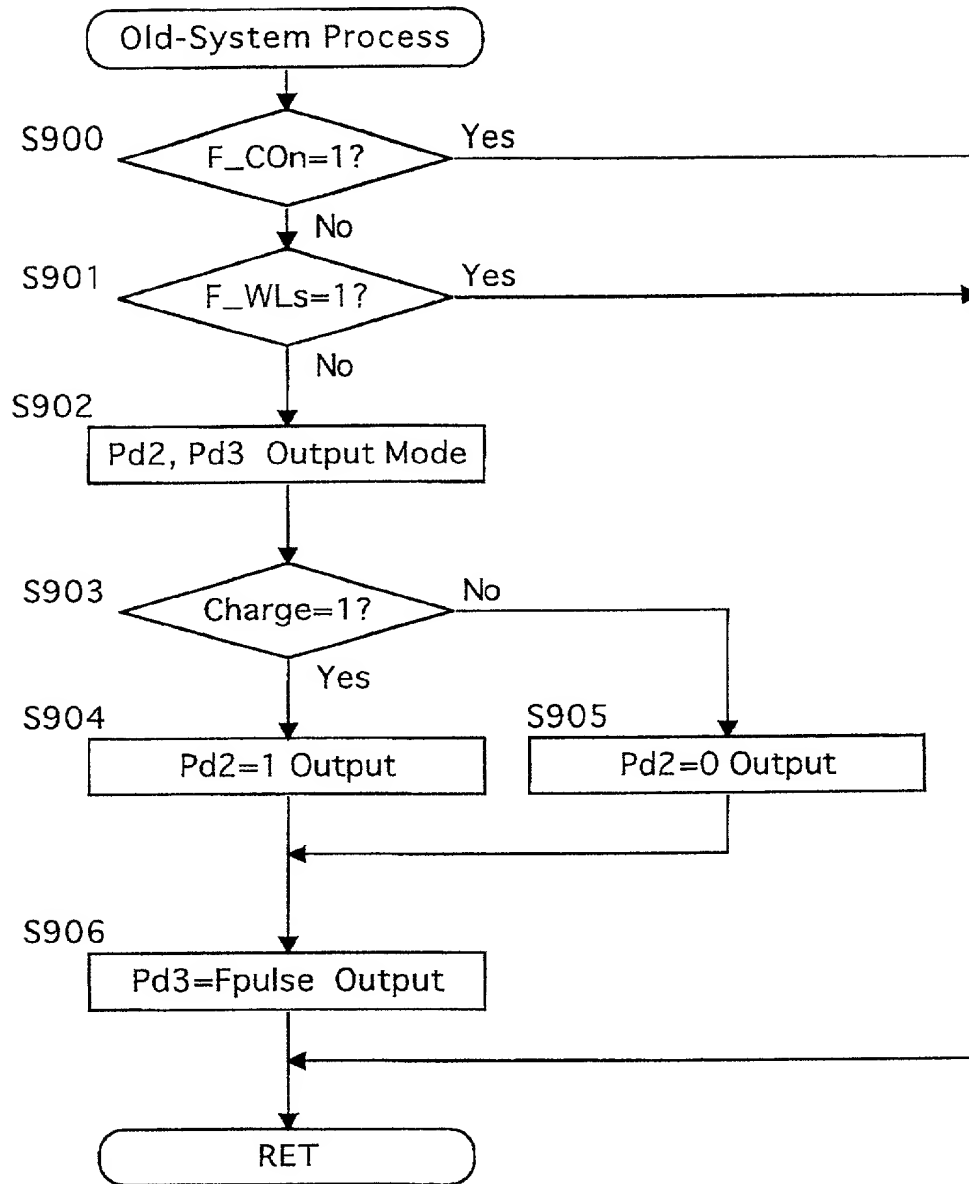 Old-System Process
S900
F_COn=1?
Yes
No
S901
F_WLs=1?
Yes
No
S902
Pd2, Pd3 Output Mode
S903
Charge=1?
No
Yes
S904
Pd2=1 Output
S905
Pd2=0 Output
S906
Pd3=Fpulse Output
RET